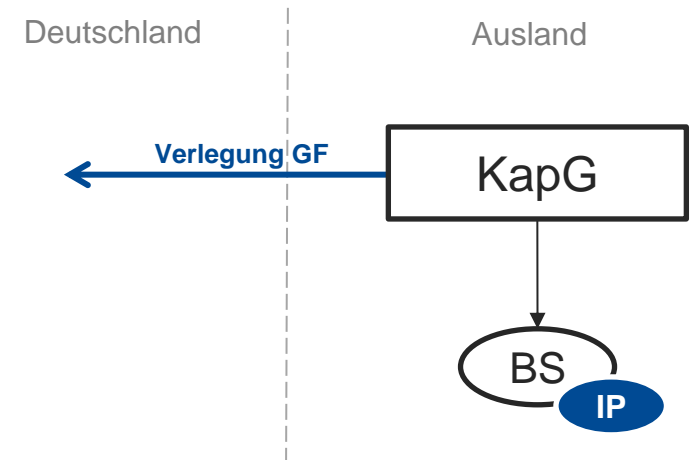 Deutschland
Ausland
Verlegung GF
KapG
BS
IP